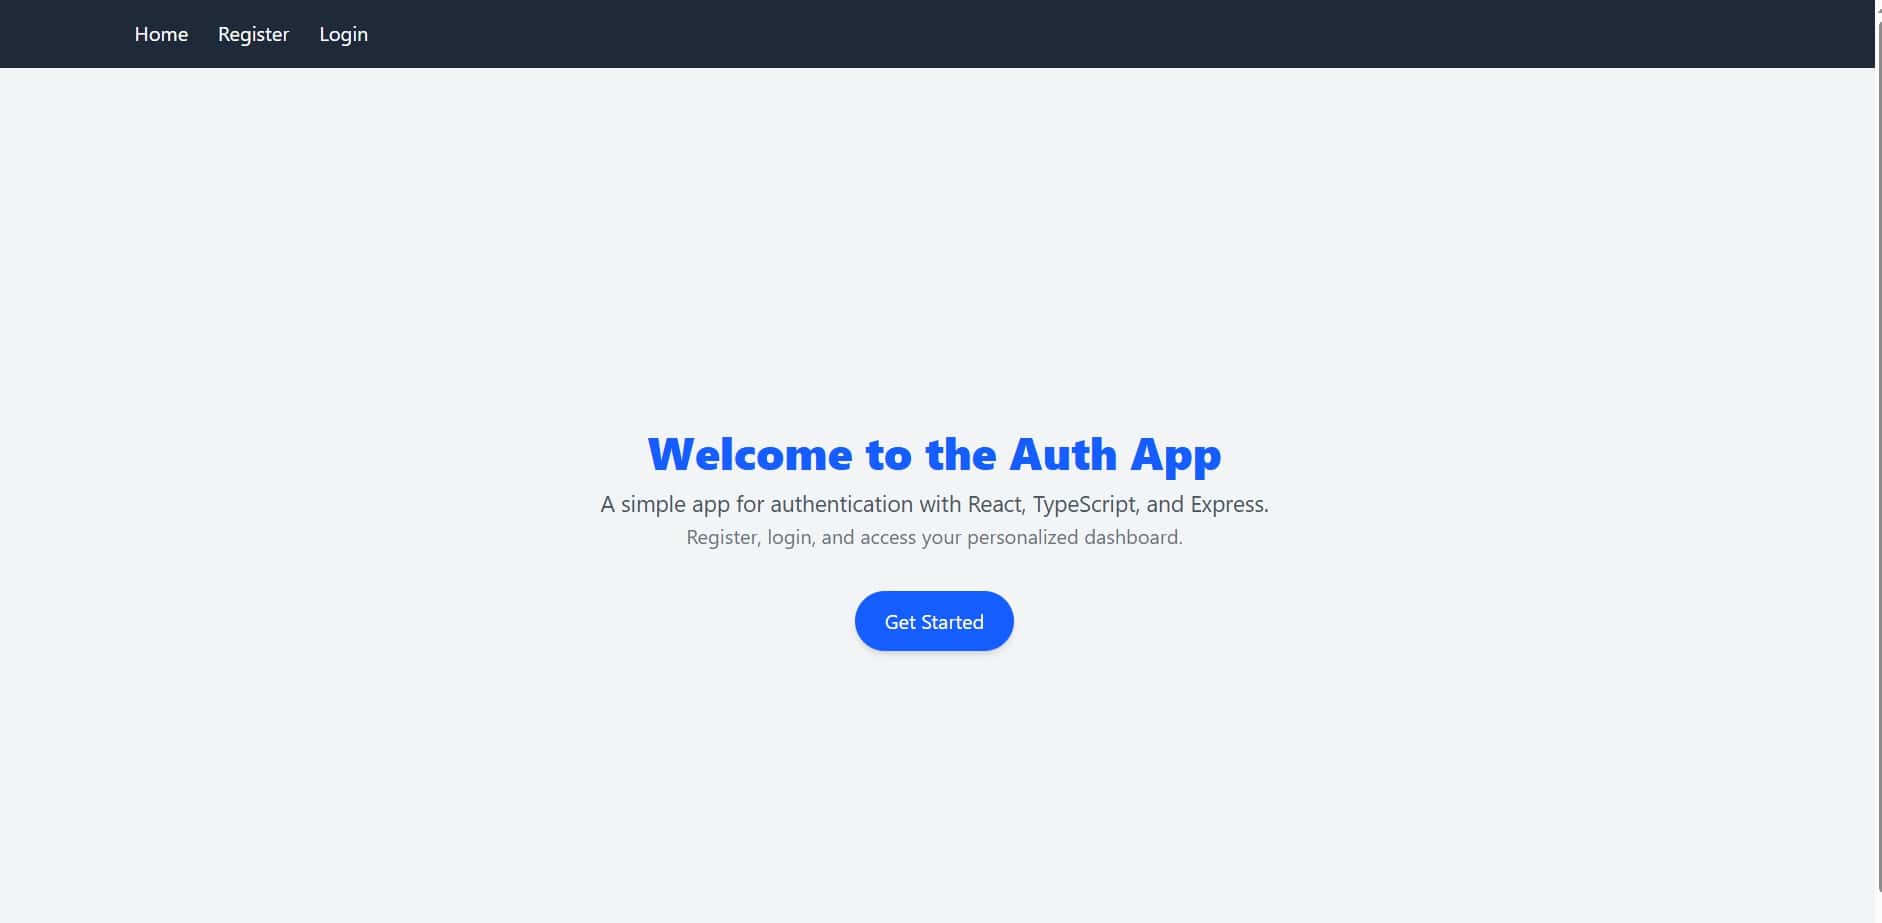 Home Register Login
Welcome to the Auth App
A simple app for authentication with React, TypeScript, and Express.
Register, login, and access your personalized dashboard.
Get Started